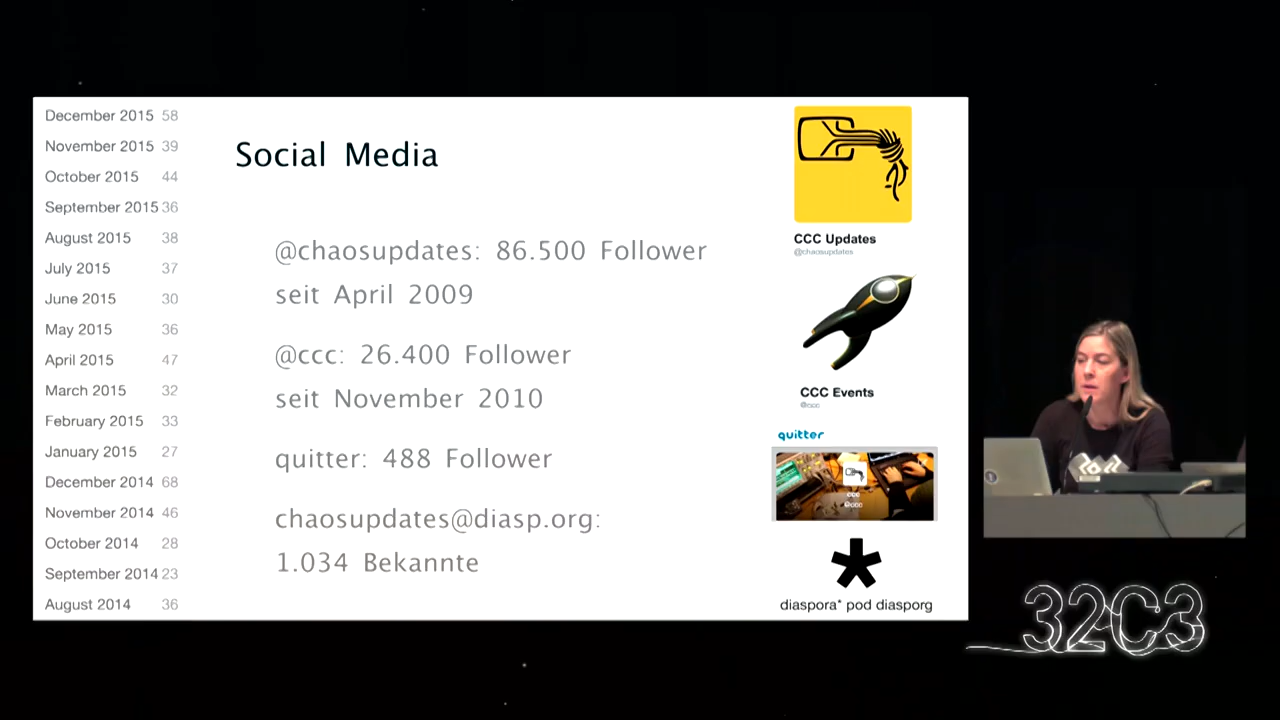 December 2015 58
November 2015 39
October 2015 44
September 2015 36
August 2015 38
July 2015 37
June 2015 30
May 2015 36
April 2015 47
March 2015 32
February 2015 33
January 2015 27
December 2014 68
November 2014 46
October 2014 28
September 2014 23
August 2014 36
Social Media
@chaosupdates: 86.500 Follower
seit April 2009
@ccc: 26.400 Follower
seit November 2010
quitter: 488 Follower
chaosupdates@diasp.org:
1.034 Bekannte
CCC Updates
@chaosupdates
CCC Events
@ccc
quitter
ccc
@ccc
diaspora* pod diasporg
32C3